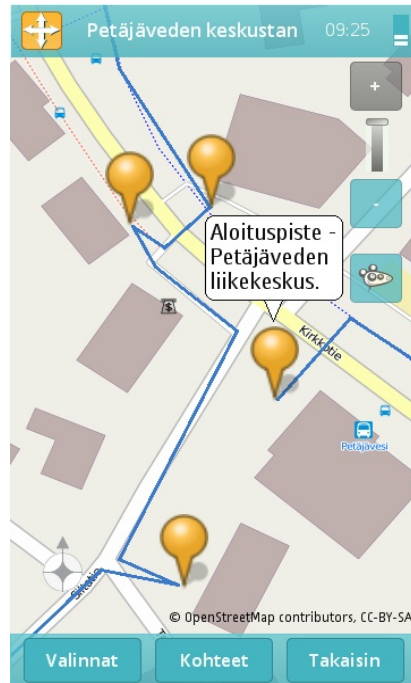 Petäjäveden keskustan
09:25
+
-
Aloituspiste -
Petäjäveden
liikekeskus.
Kirkkotie
$
Petäjävesi
Siltatie
© OpenStreetMap contributors, CC-BY-SA
Valinnat
Kohteet
Takaisin